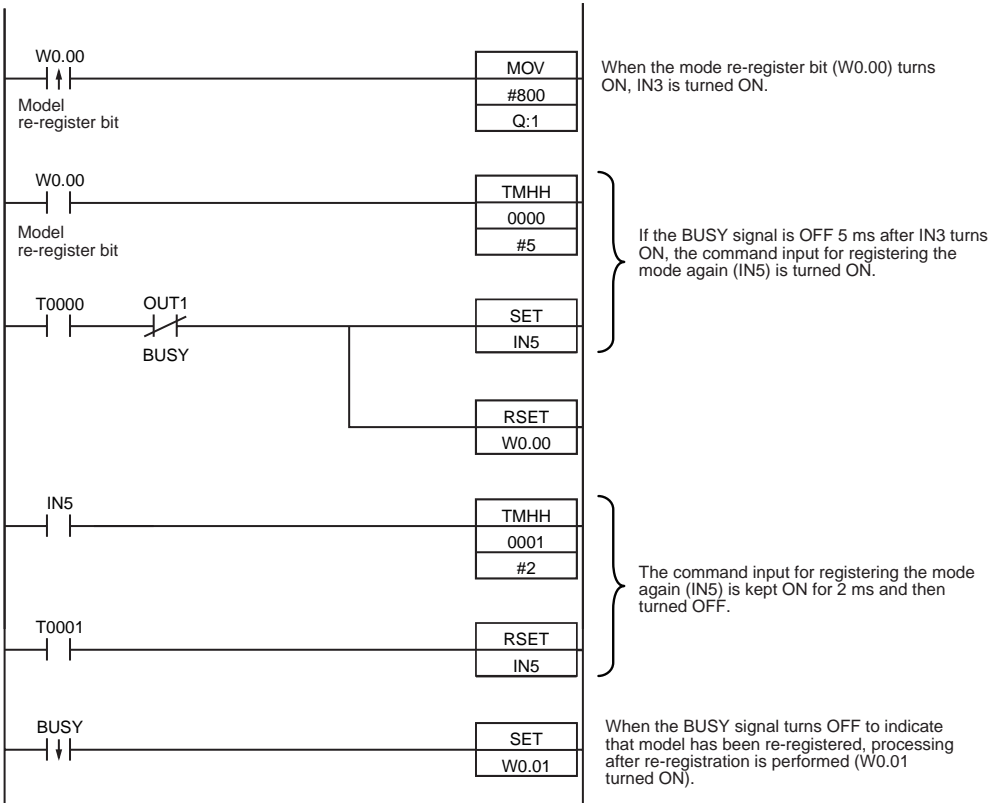 W0.00
Model
re-register bit
MOV
#800
Q:1
When the mode re-register bit (W0.00) turns
ON, IN3 is turned ON.
W0.00
Model
re-register bit
TMHH
0000
#5
If the BUSY signal is OFF 5 ms after IN3 turns
ON, the command input for registering the
mode again (IN5) is turned ON.
T0000
OUT1
BUSY
SET
IN5
RSET
W0.00
IN5
TMHH
0001
#2
The command input for registering the mode
again (IN5) is kept ON for 2 ms and then
turned OFF.
T0001
RSET
IN5
BUSY
SET
W0.01
When the BUSY signal turns OFF to indicate
that model has been re-registered, processing
after re-registration is performed (W0.01
turned ON).